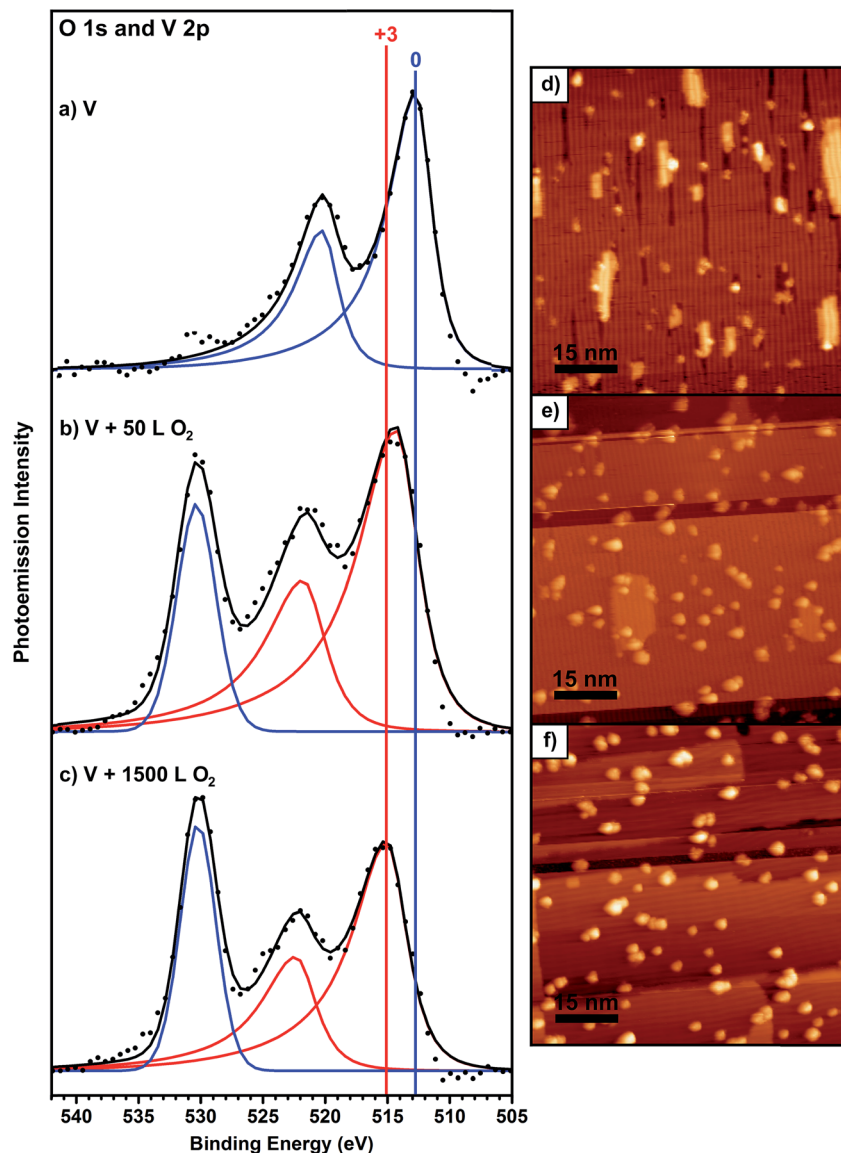 O 1s and V 2p
+3
0
a) V
b) V + 50 L O₂
c) V + 1500 L O₂
Photoemission Intensity
540 535 530 525 520 515 510 505
Binding Energy (eV)
d)
15 nm
e)
15 nm
f)
15 nm